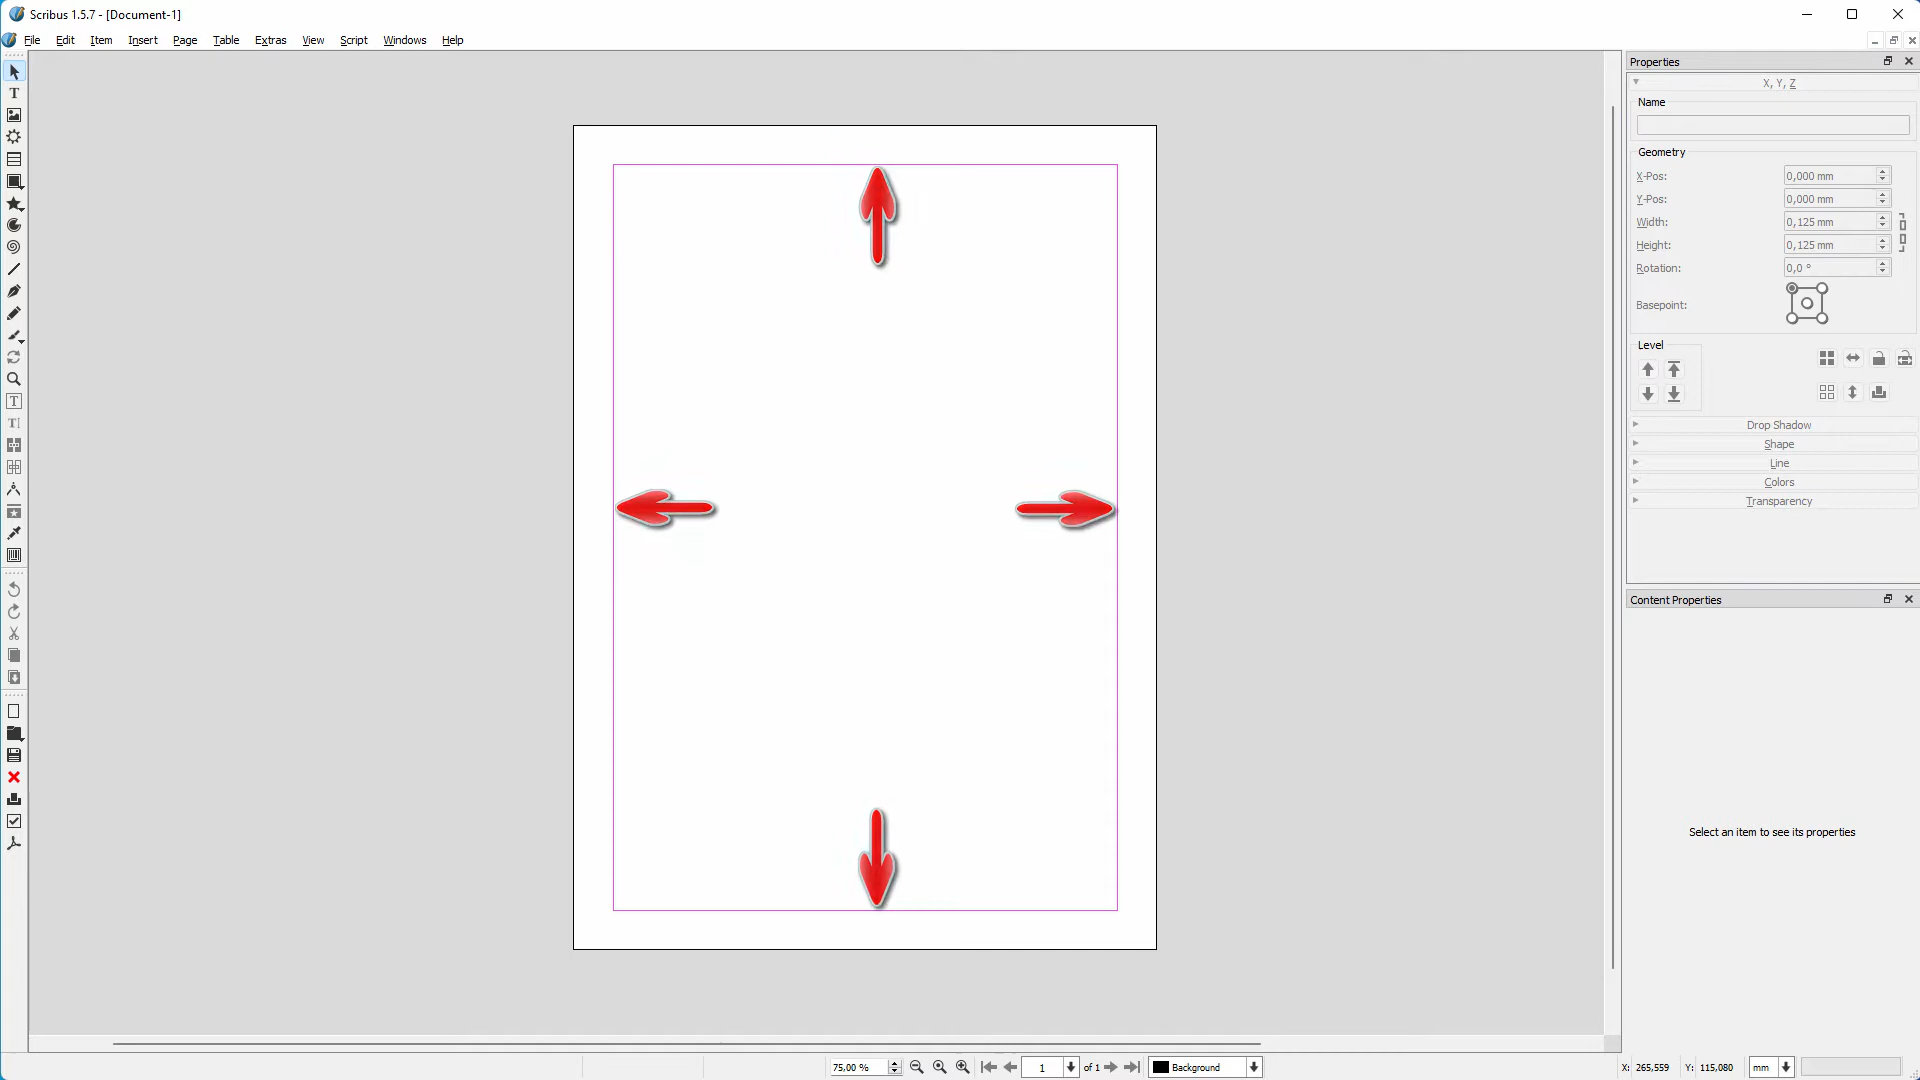 Scribus 1.5.7 - [Document-1]
File Edit Item Insert Page Table Extras View Script Windows Help
Properties
X, Y, Z
Name
Geometry
X-Pos: 0,000 mm
Y-Pos: 0,000 mm
Width: 0,125 mm
Height: 0,125 mm
Rotation: 0,0 °
Basepoint:
Level
Drop Shadow
Shape
Line
Colors
Transparency
Content Properties
Select an item to see its properties
75,00 % 1 of 1 Background X: 265,559 Y: 115,080 mm